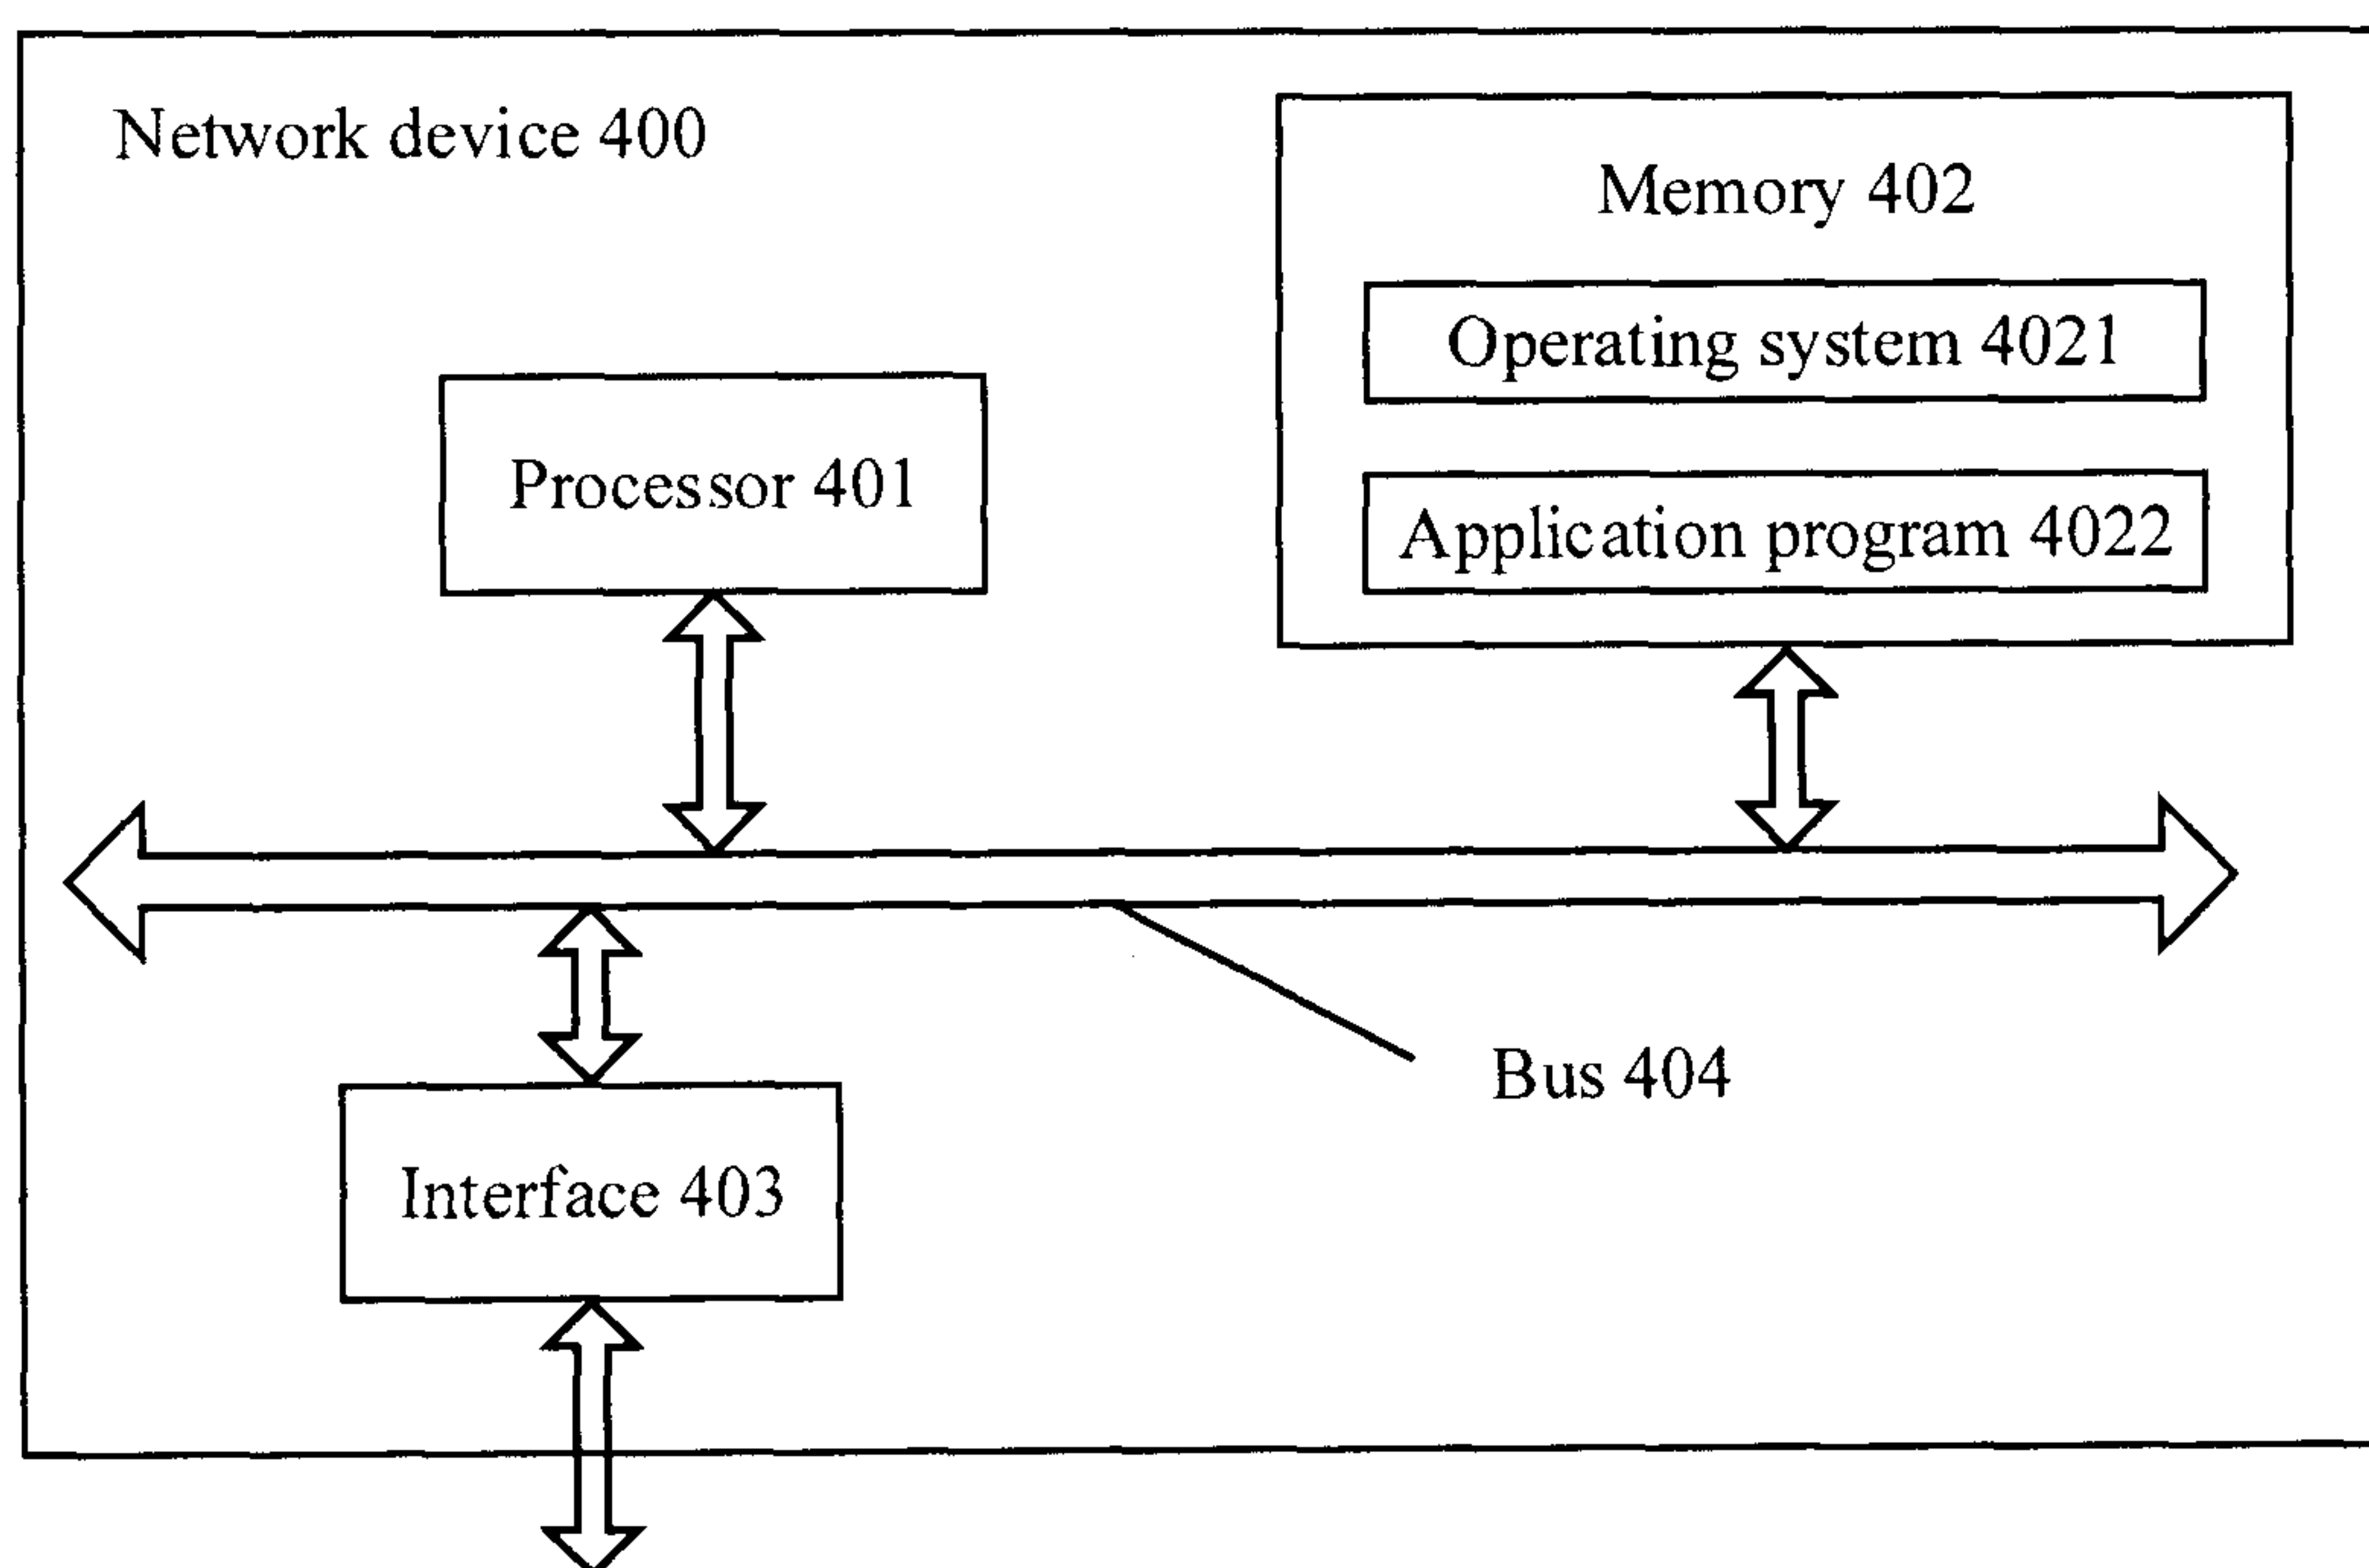 Network device 400
Memory 402
Operating system 4021
Processor 401
Application program 4022
Bus 404
Interface 403